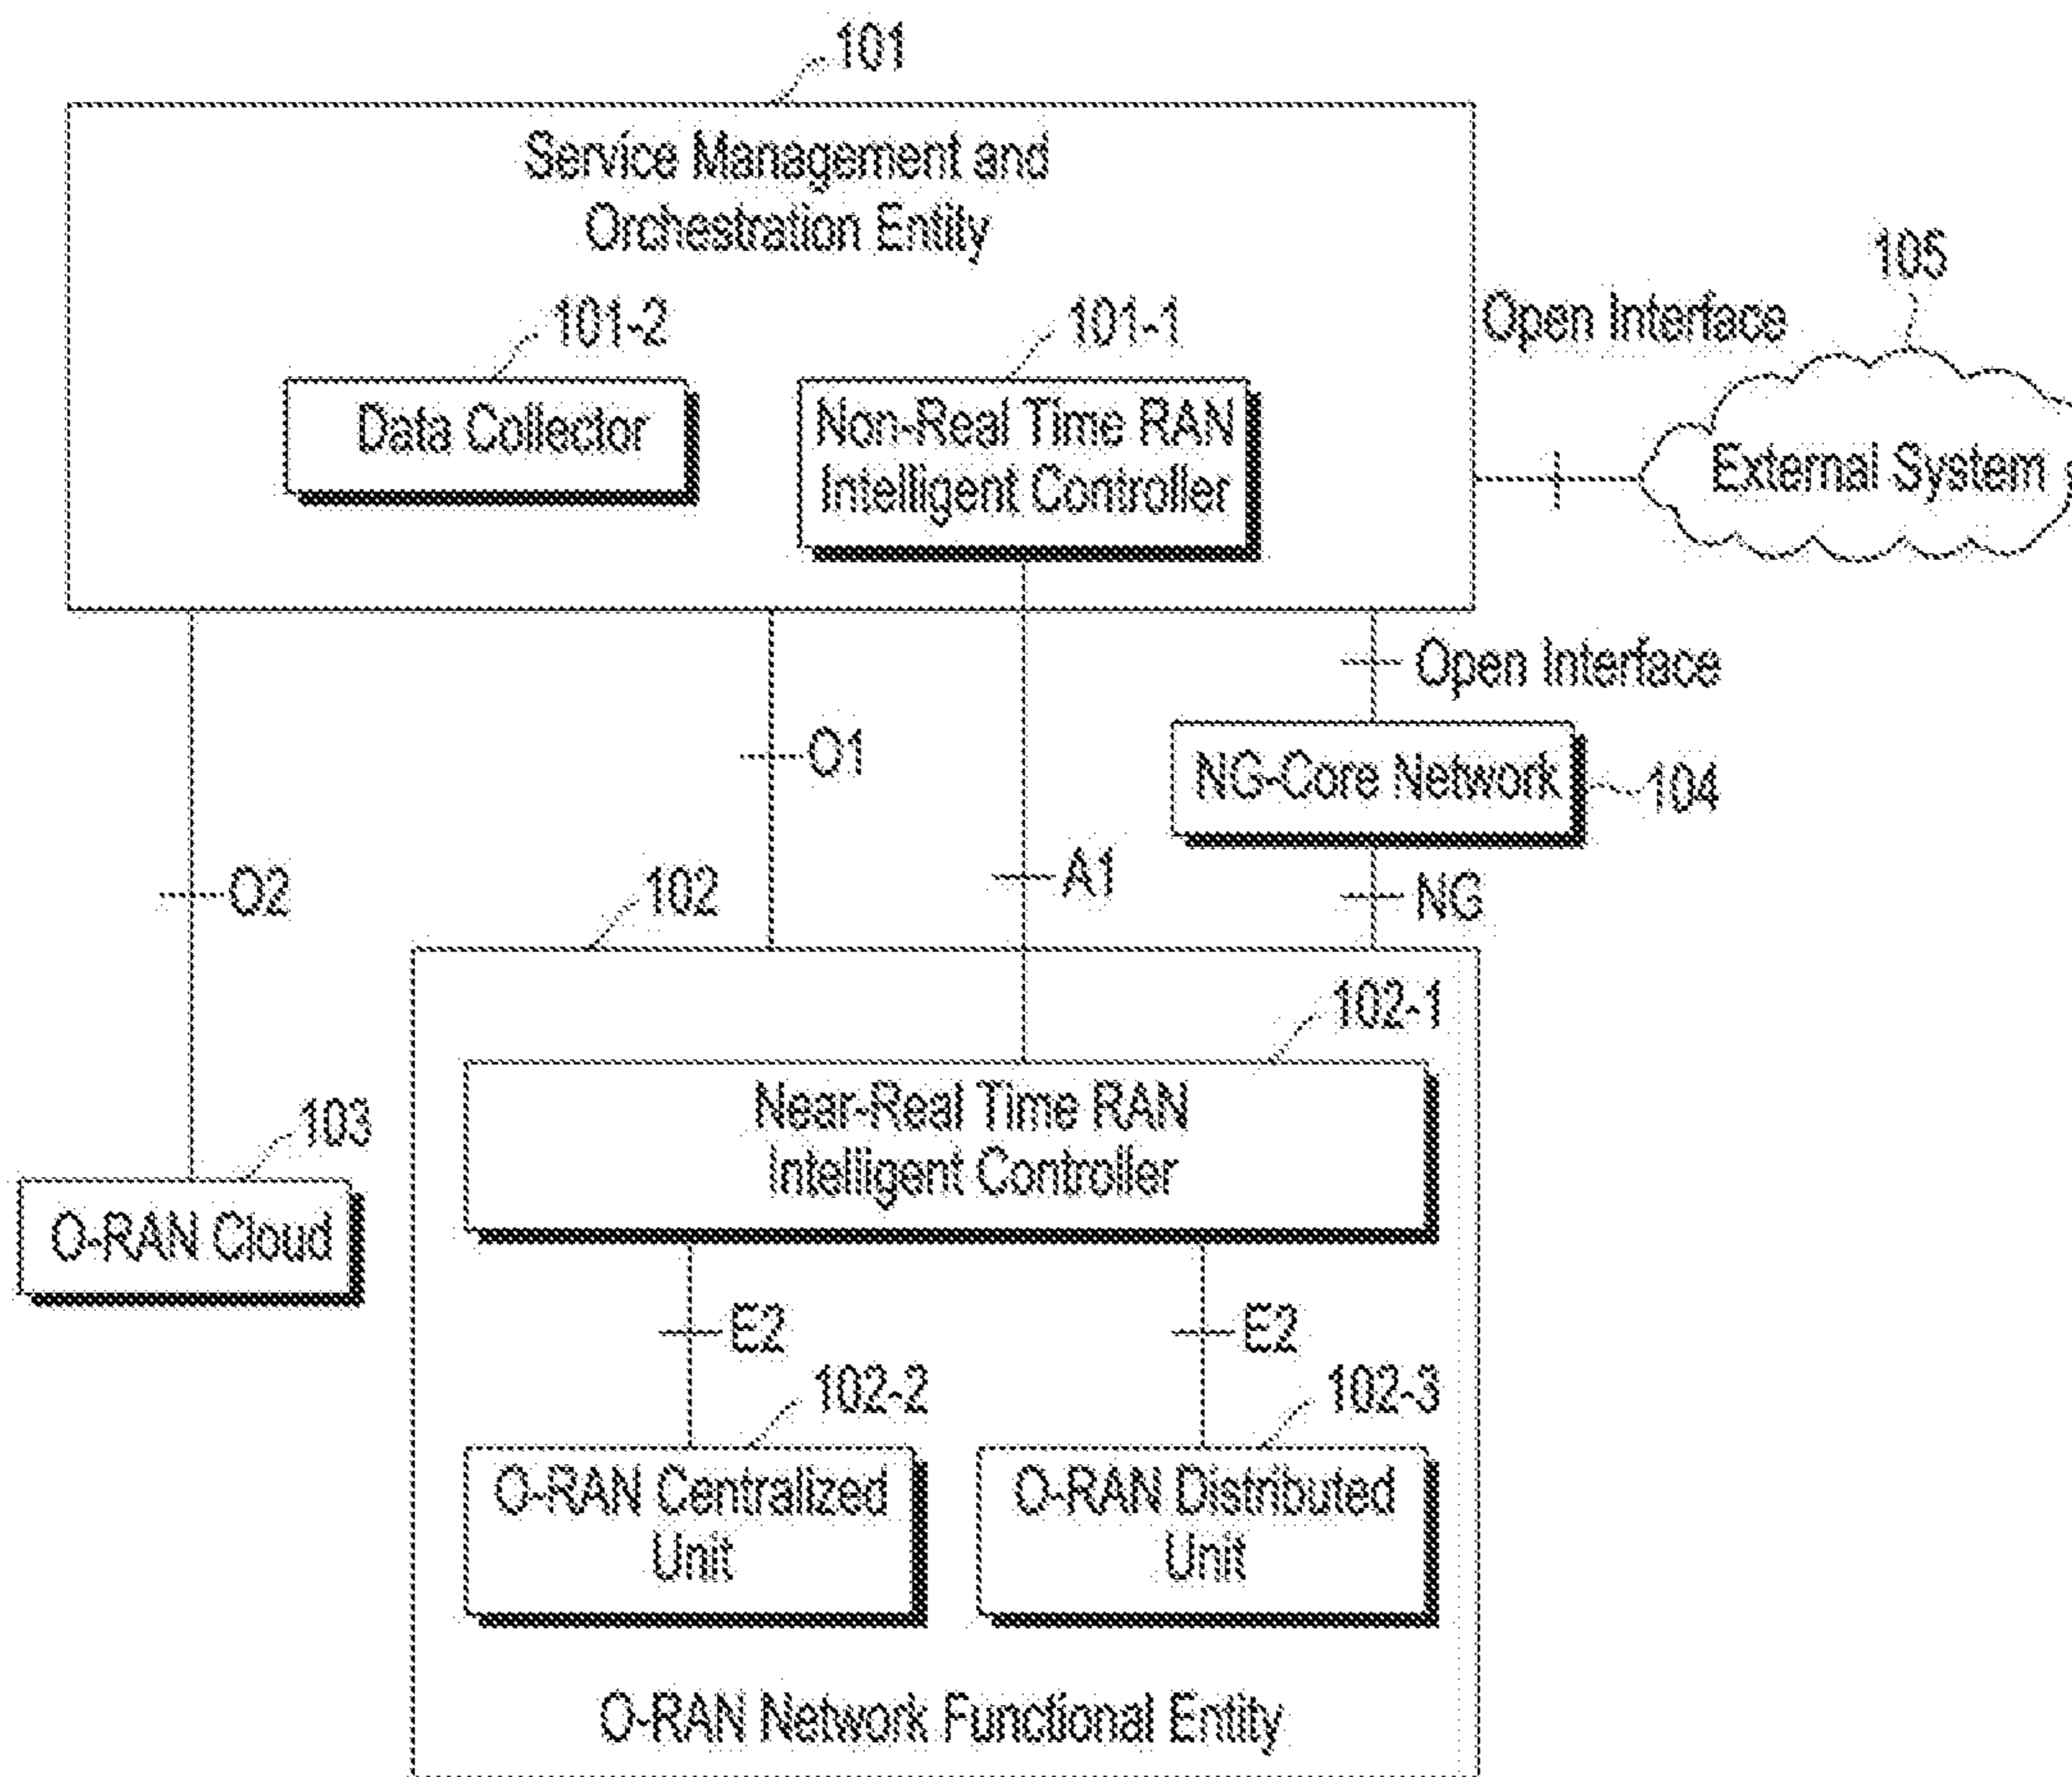 101
Service Management and
Orchestration Entity
105
101-2
101-1
Open Interface
Data Collector
Non-Real Time RAN
Intelligent Controller
External System
Open Interface
O1
NG-Core Network
104
O2
102
A1
NG
102-1
Near-Real Time RAN
Intelligent Controller
103
O-RAN Cloud
E2
E2
102-2
102-3
O-RAN Centralized
Unit
O-RAN Distributed
Unit
O-RAN Network Functional Entity